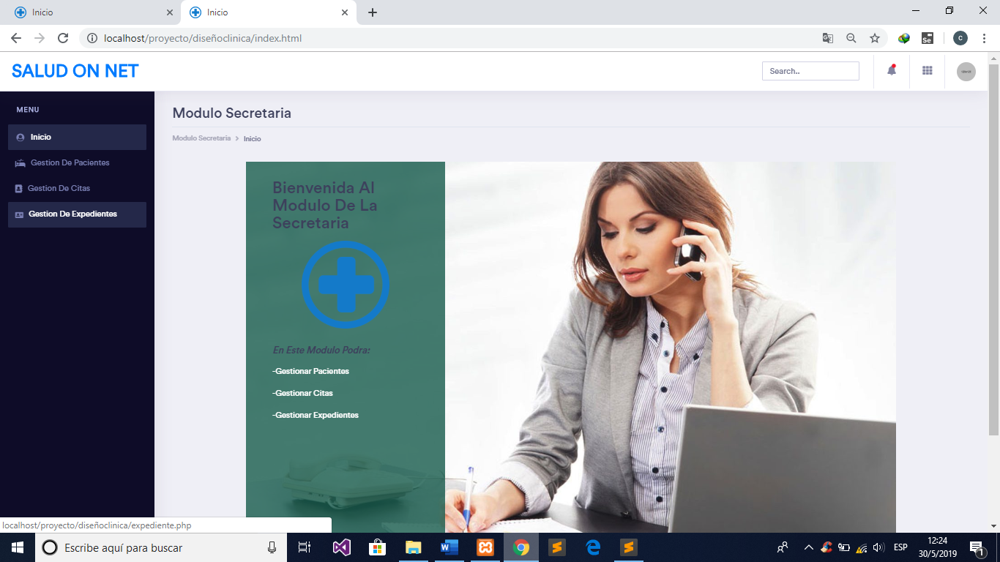 Inicio
Inicio
localhost/proyecto/diseñoclinica/index.html
Se
c
SALUD ON NET
Search..
MENU
Inicio
Gestion De Pacientes
Gestion De Citas
Gestion De Expedientes
Modulo Secretaria
Modulo Secretaria > Inicio
Bienvenida Al
Modulo De La
Secretaria
En Este Modulo Podra:
-Gestionar Pacientes
-Gestionar Citas
-Gestionar Expedientes
localhost/proyecto/diseñoclinica/expediente.php
Escribe aquí para buscar
ESP
12:24
30/5/2019
1